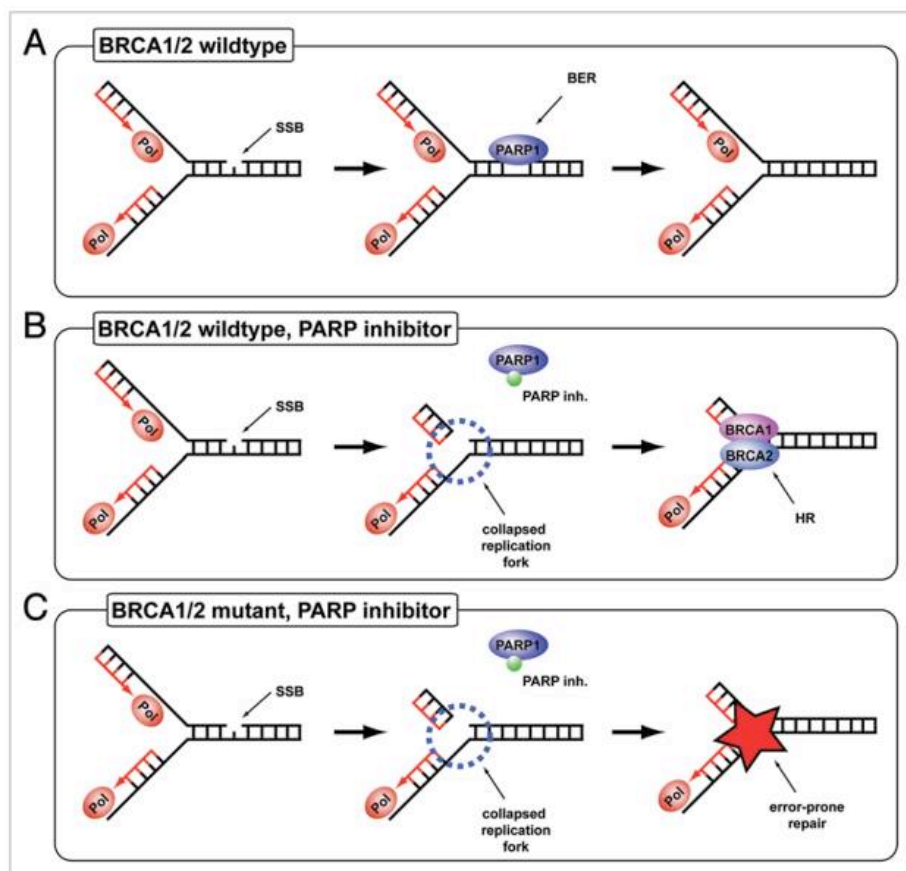 A
BRCA1/2 wildtype
Pol
Pol
SSB
Pol
Pol
BER
PARP1
Pol
Pol
B
BRCA1/2 wildtype, PARP inhibitor
Pol
Pol
SSB
PARP1
PARP inh.
Pol
collapsed
replication
fork
BRCA1
BRCA2
Pol
HR
C
BRCA1/2 mutant, PARP inhibitor
Pol
Pol
SSB
PARP1
PARP inh.
Pol
collapsed
replication
fork
Pol
error-prone
repair